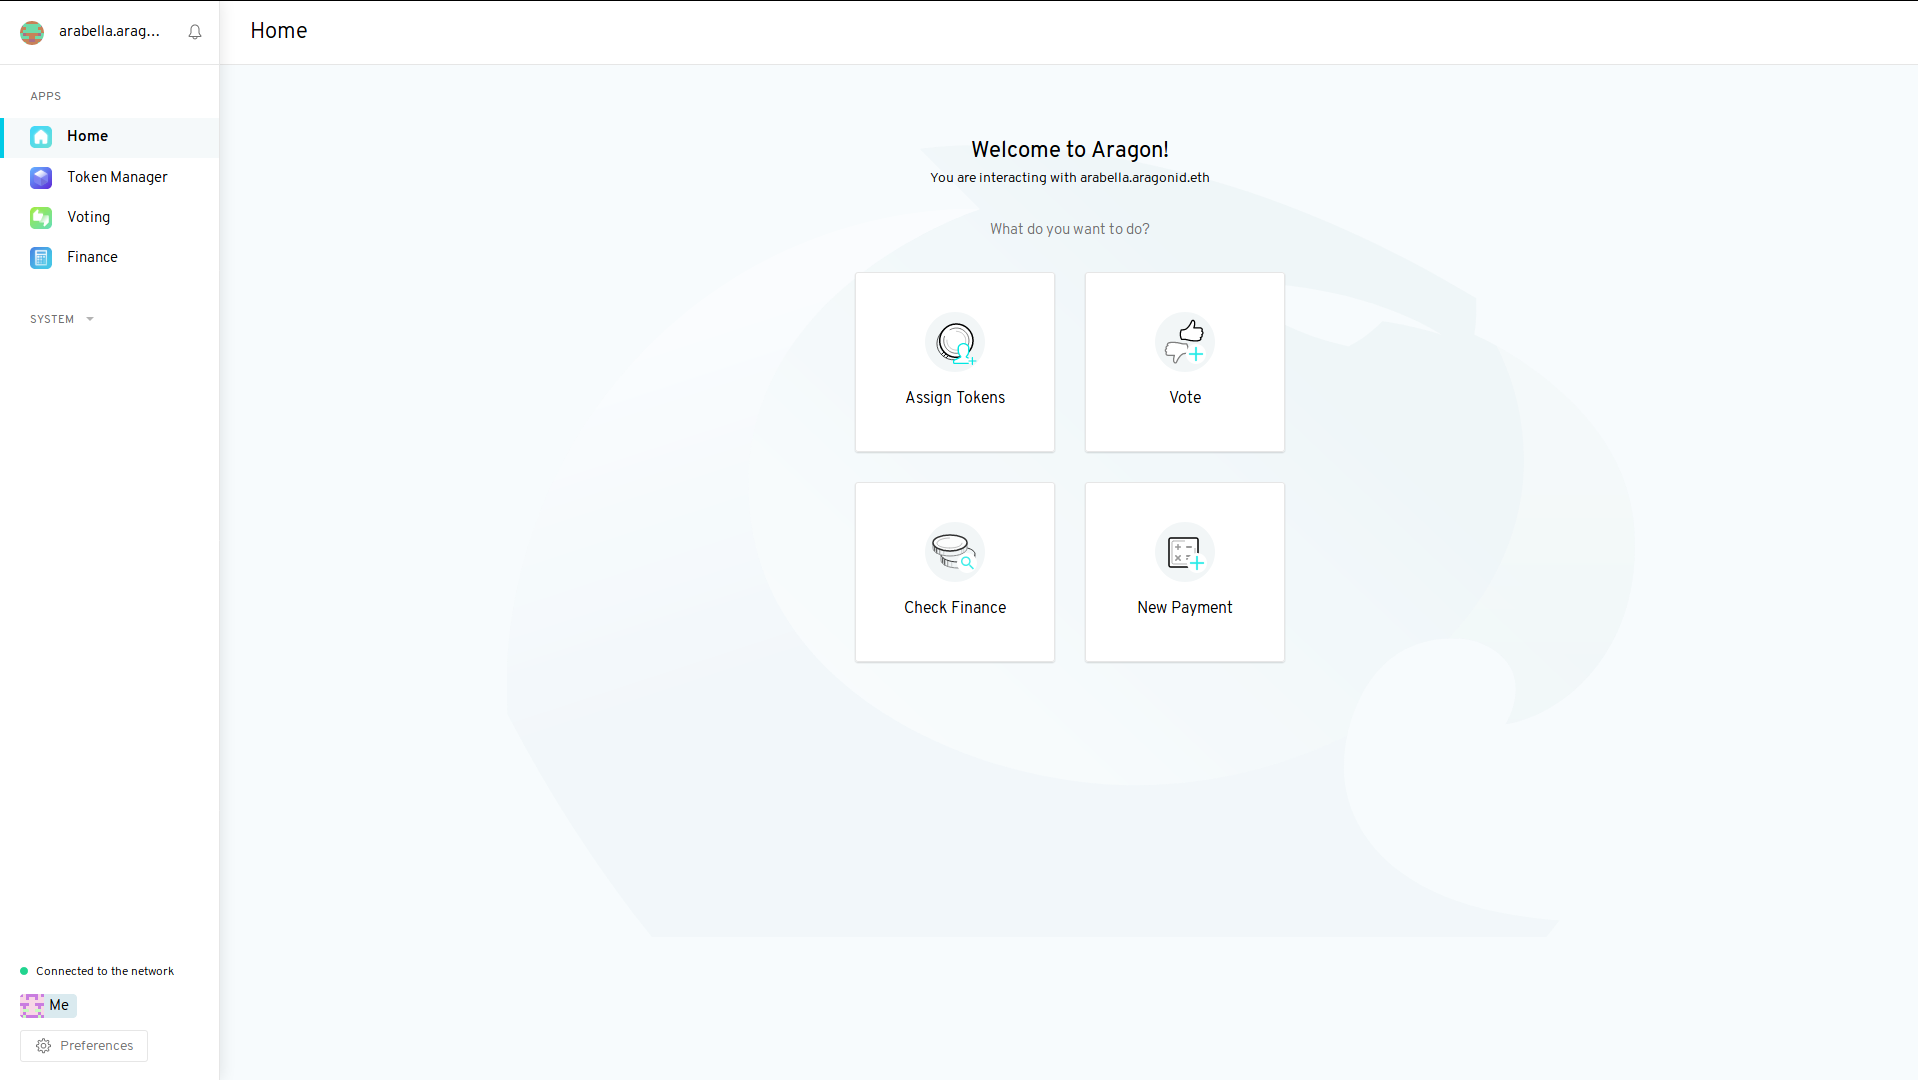 arabella.arag...
Home
APPS
Home
Token Manager
Voting
Finance
SYSTEM
Welcome to Aragon!
You are interacting with arabella.aragonid.eth
What do you want to do?
Assign Tokens
Vote
Check Finance
New Payment
Connected to the network
Me
Preferences